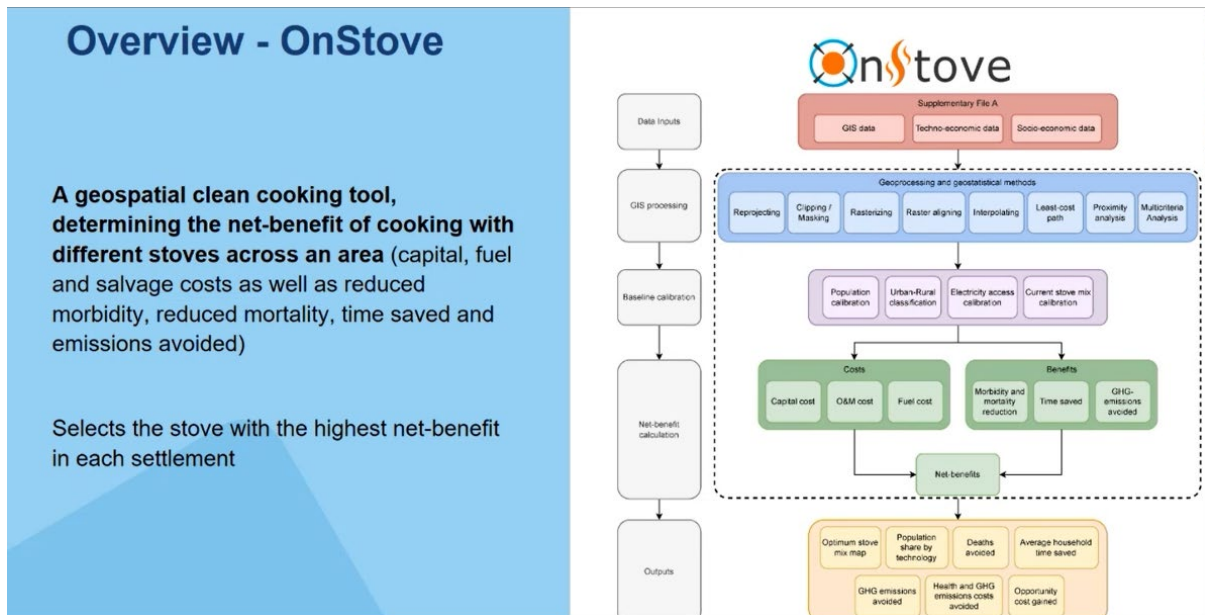 Overview - OnStove
A geospatial clean cooking tool,
determining the net-benefit of cooking with
different stoves across an area (capital, fuel
and salvage costs as well as reduced
morbidity, reduced mortality, time saved and
emissions avoided)
Selects the stove with the highest net-benefit
in each settlement
OnStove
Data Inputs
Supplementary File A
GIS data
Techno-economic data
Socio-economic data
GIS processing
Geoprocessing and geostatistical methods
Reprojecting
Clipping /
Masking
Rasterizing
Raster aligning
Interpolating
Least-cost
path
Proximity
analysis
Multicriteria
Analysis
Baseline calibration
Population
calibration
Urban-Rural
classification
Electricity access
calibration
Current stove mix
calibration
Net-benefit
calculation
Costs
Capital cost
O&M cost
Fuel cost
Benefits
Morbidity and
mortality
reduction
Time saved
GHG-
emissions
avoided
Net-benefits
Outputs
Optimum stove
mix map
Population
share by
technology
Deaths
avoided
Average household
time saved
GHG emissions
avoided
Health and GHG
emissions costs
avoided
Opportunity
cost gained